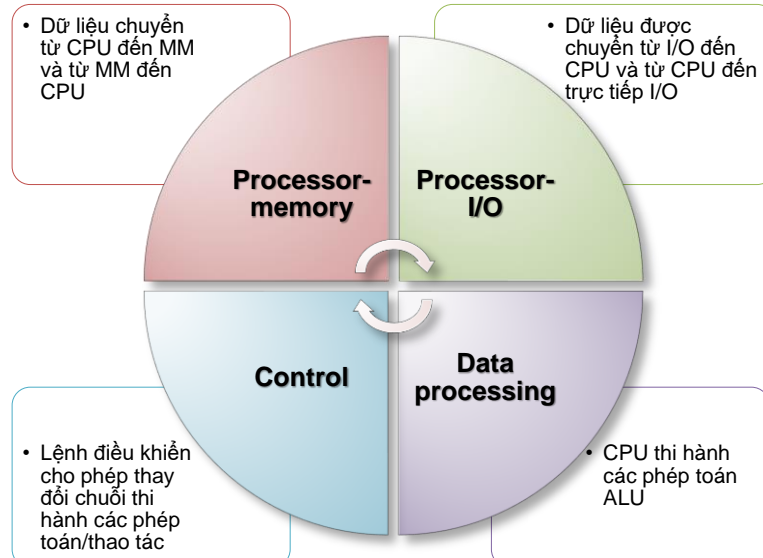 • Dữ liệu chuyển
từ CPU đến MM
và từ MM đến
CPU
• Dữ liệu được
chuyển từ I/O đến
CPU và từ CPU đến
trực tiếp I/O
Processor-
memory
Processor-
I/O
Control
Data
processing
• Lệnh điều khiển
cho phép thay
đổi chuỗi thi
hành các phép
toán/thao tác
• CPU thi hành
các phép toán
ALU